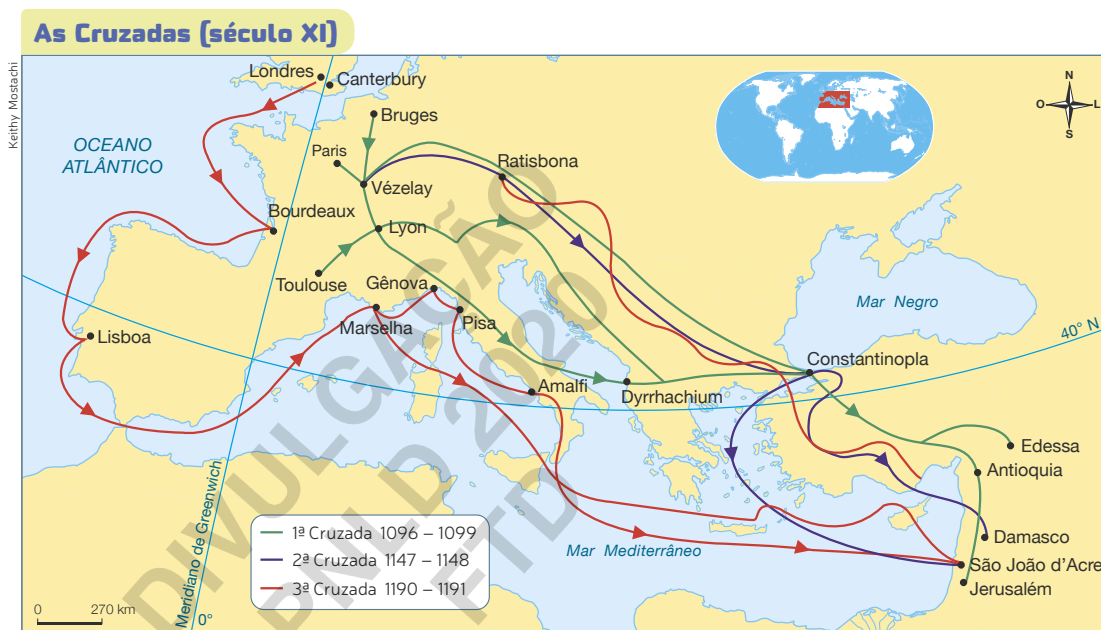 As Cruzadas (século XI)
Keithy Mostachi
Londres
Canterbury
OCEANO
ATLÂNTICO
Bruges
Paris
Vézelay
Ratisbona
Bourdeaux
Lyon
Toulouse
Gênova
Marselha
Pisa
Lisboa
Amalfi
Dyrrhachium
Constantinopla
Mar Negro
40° N
Edessa
Antioquia
Damasco
São João d'Acre
Jerusalém
Mar Mediterrâneo
Meridiano de Greenwich
0°
N
O
L
S
1ª Cruzada 1096 – 1099
2ª Cruzada 1147 – 1148
3ª Cruzada 1190 – 1191
0 270 km
DIVULGAÇÃO
PNLD 2020
FTD